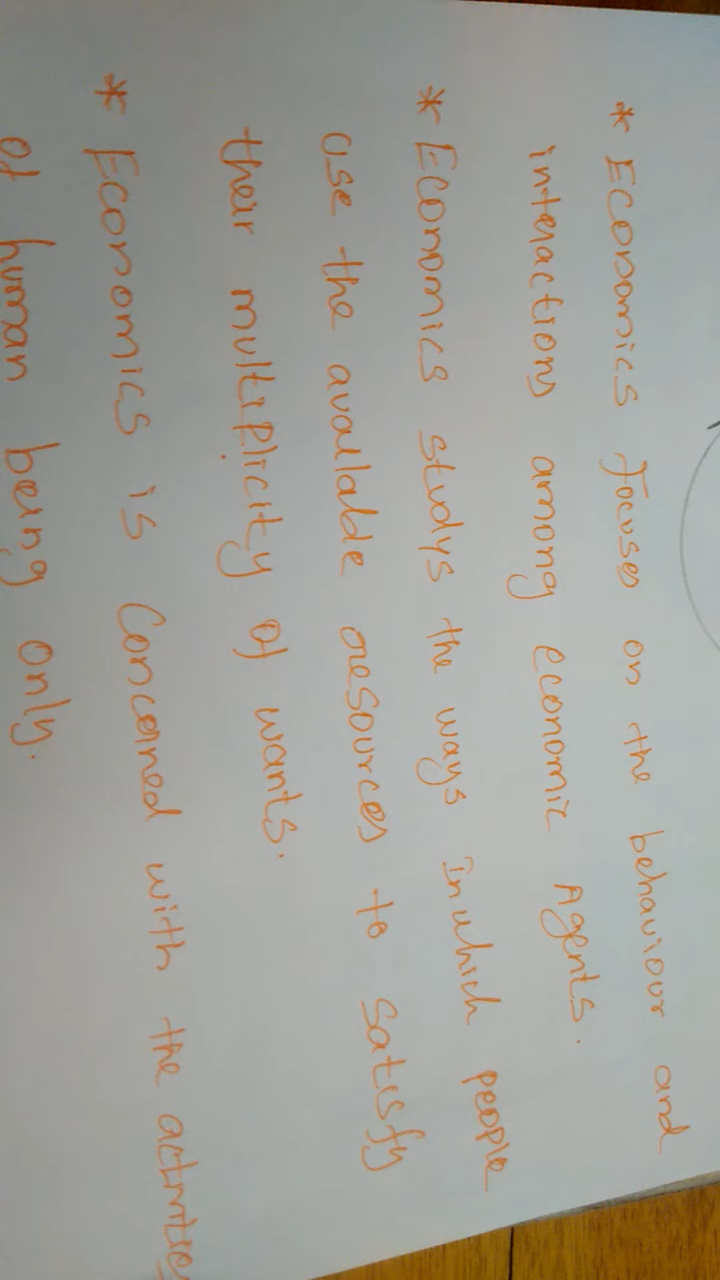 * Economics focuses on the behaviour and
interactions among economic Agents.
* Economics studys the ways in which people
use the available resources to satisfy
their multiplicity of wants.
* Economics is concerned with the activities
of human being only.